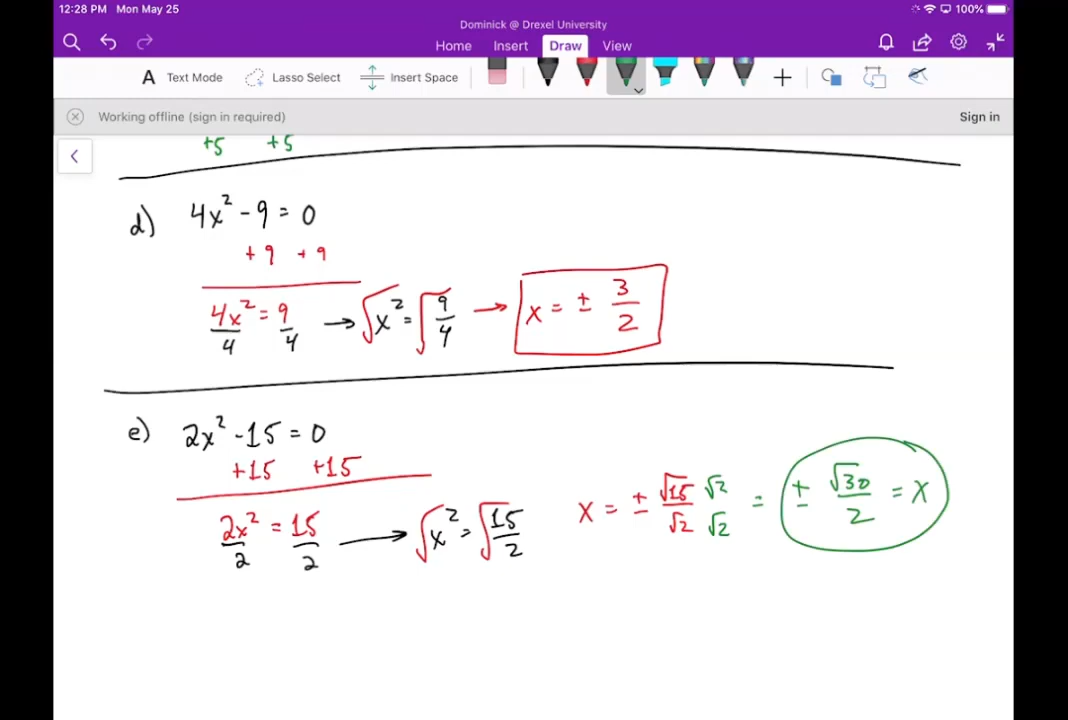 12:28 PM Mon May 25
100%
Dominick @ Drexel University
Home Insert Draw View
A Text Mode Lasso Select Insert Space
Working offline (sign in required) Sign in
+5 +5
d) 4x² - 9 = 0
+ 9 + 9
4x²/4 = 9/4 → √x² = √9/4 → x = ± 3/2
e) 2x² - 15 = 0
+15 +15
2x²/2 = 15/2 → √x² = √15/2 x = ± √15/√2 √2/√2 = ± √30/2 = x